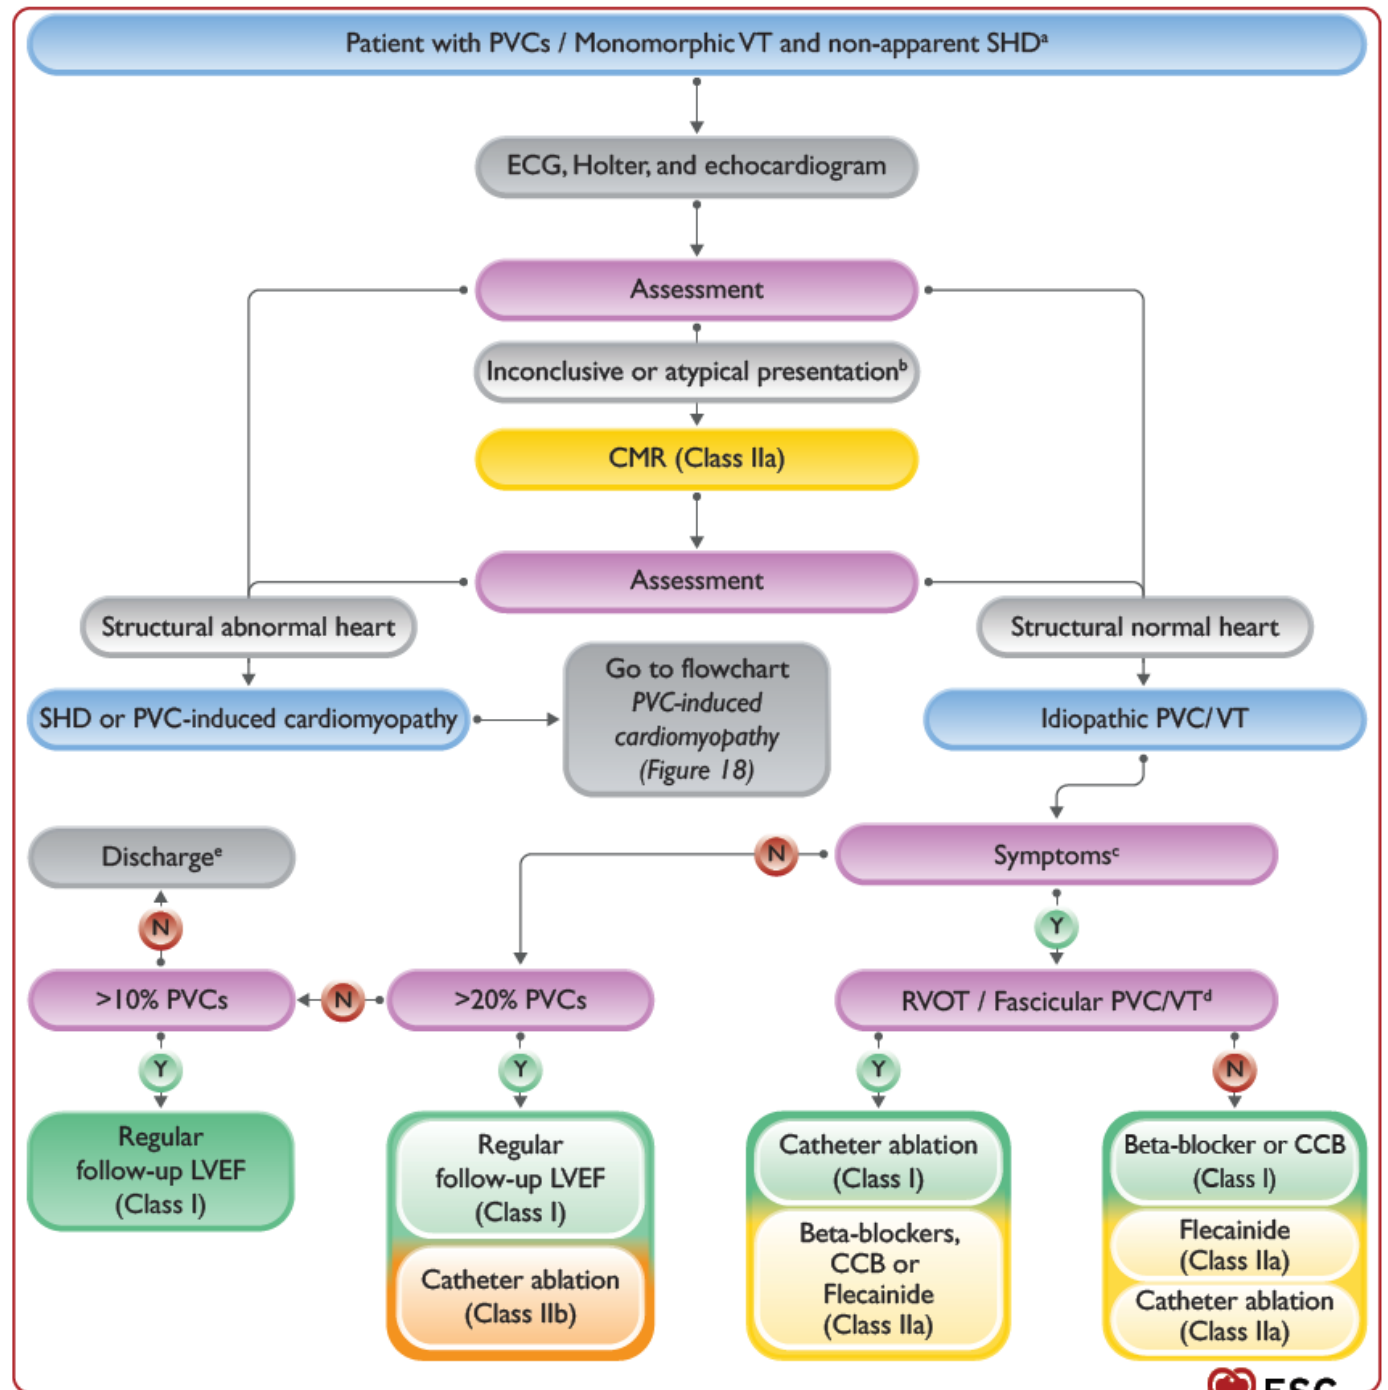 Patient with PVCs / Monomorphic VT and non-apparent SHDᵃ
ECG, Holter, and echocardiogram
Assessment
Inconclusive or atypical presentationᵇ
CMR (Class IIa)
Assessment
Structural abnormal heart
Structural normal heart
SHD or PVC-induced cardiomyopathy
Go to flowchart
PVC-induced
cardiomyopathy
(Figure 18)
Idiopathic PVC/ VT
Dischargeᵉ
N
Symptomsᶜ
N
Y
>10% PVCs
N
>20% PVCs
RVOT / Fascicular PVC/VTᵈ
Y
Y
Y
N
Regular
follow-up LVEF
(Class I)
Regular
follow-up LVEF
(Class I)
Catheter ablation
(Class IIb)
Catheter ablation
(Class I)
Beta-blockers,
CCB or
Flecainide
(Class IIa)
Beta-blocker or CCB
(Class I)
Flecainide
(Class IIa)
Catheter ablation
(Class IIa)
ESC